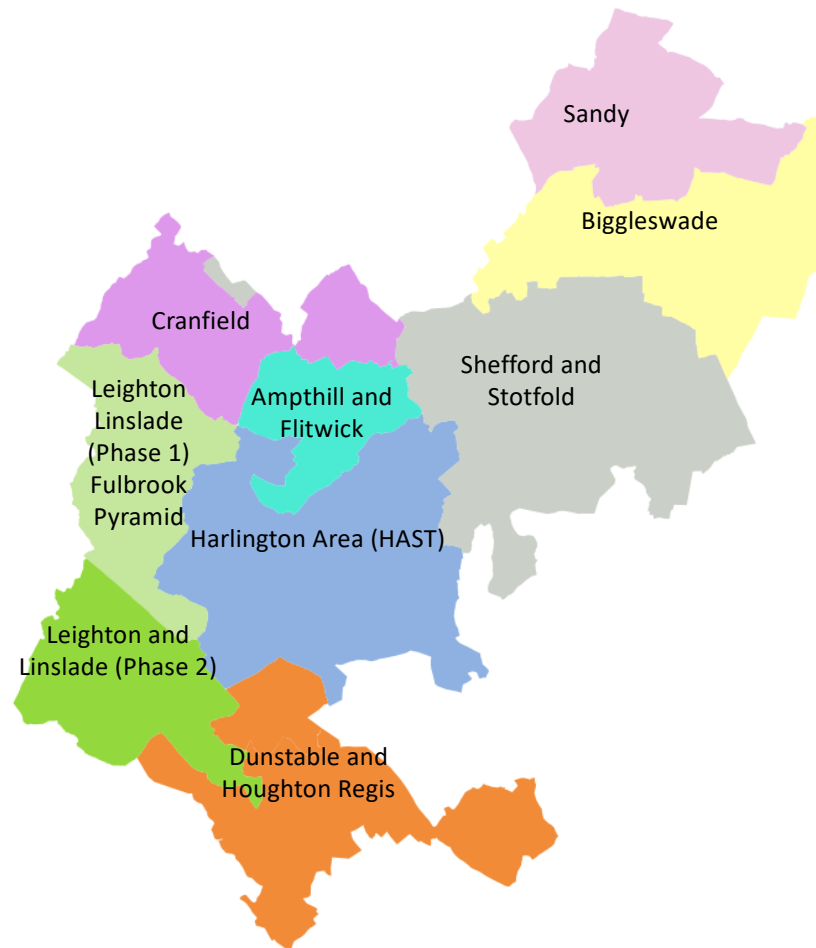 Sandy
Biggleswade
Cranfield
Shefford and
Stotfold
Leighton
Linslade
(Phase 1)
Fulbrook
Pyramid
Ampthill and
Flitwick
Harlington Area (HAST)
Leighton and
Linslade (Phase 2)
Dunstable and
Houghton Regis